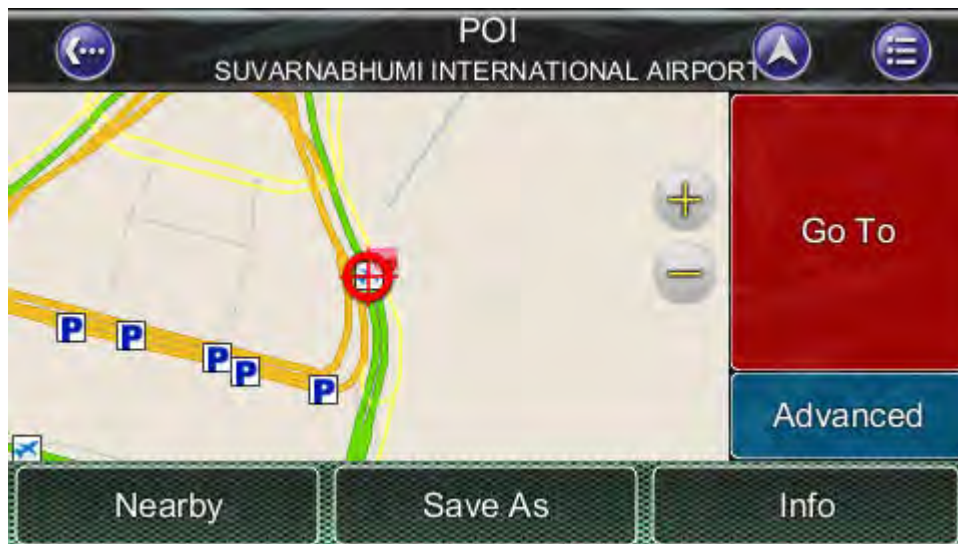 POI
SUVARNABHUMI INTERNATIONAL AIRPORT
Go To
P
P
P
P
P
Advanced
Nearby
Save As
Info